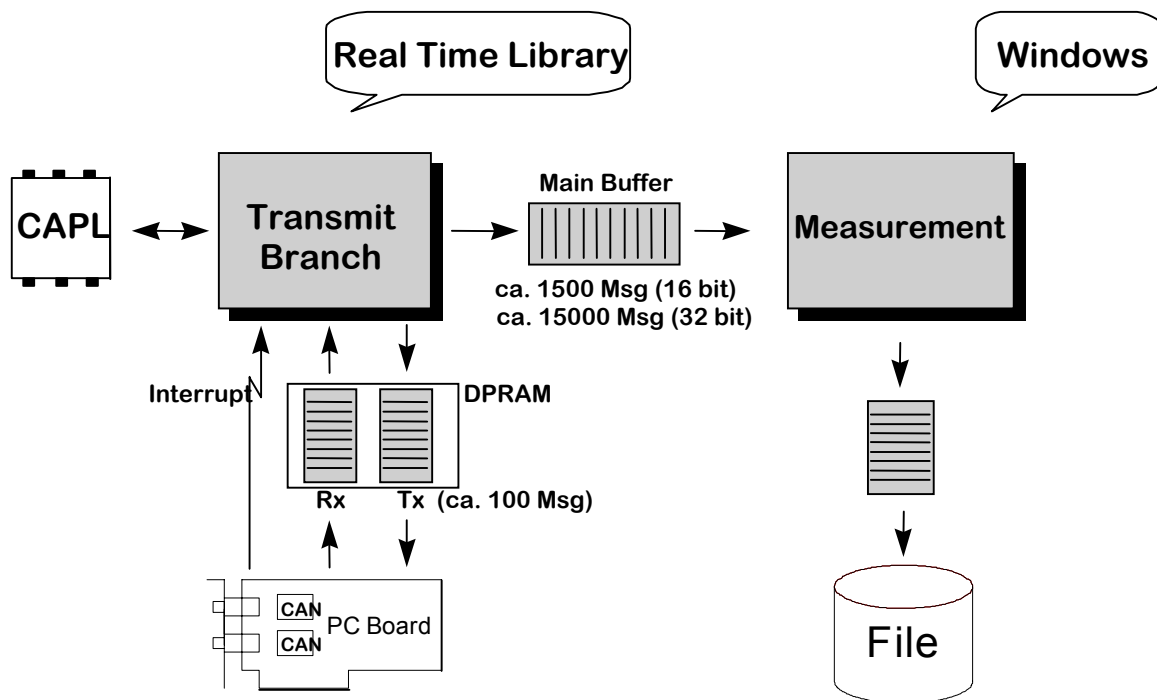 Real Time Library
Windows
CAPL
Transmit
Branch
Main Buffer
ca. 1500 Msg (16 bit)
ca. 15000 Msg (32 bit)
Measurement
Interrupt
DPRAM
Rx
Tx (ca. 100 Msg)
CAN
CAN
PC Board
File